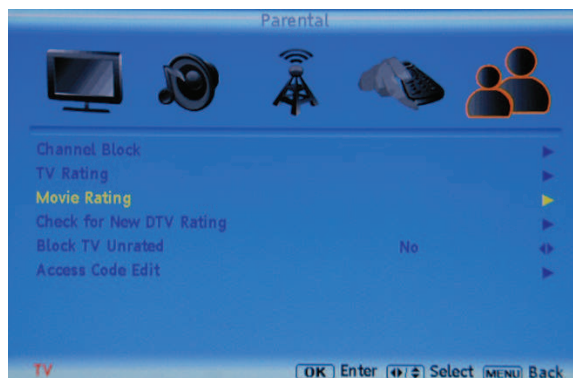 Parental
Channel Block
TV Rating
Movie Rating
Check for New DTV Rating
Block TV Unrated No
Access Code Edit
TV OK Enter Select MENU Back